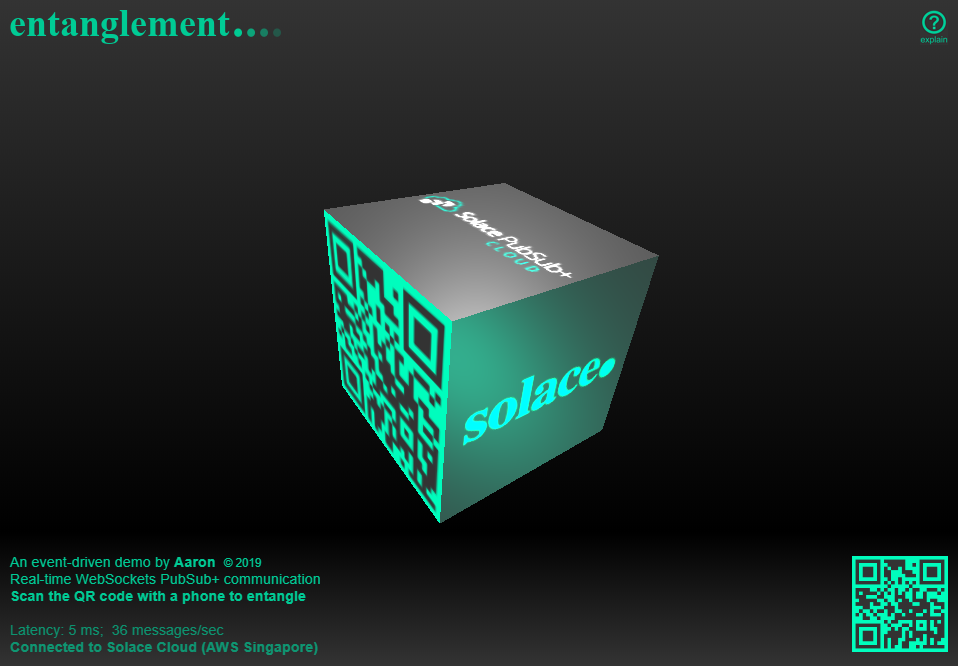 entanglement....
?
explain
Solace PubSub+
CLOUD
solace.
An event-driven demo by Aaron © 2019
Real-time WebSockets PubSub+ communication
Scan the QR code with a phone to entangle
Latency: 5 ms; 36 messages/sec
Connected to Solace Cloud (AWS Singapore)